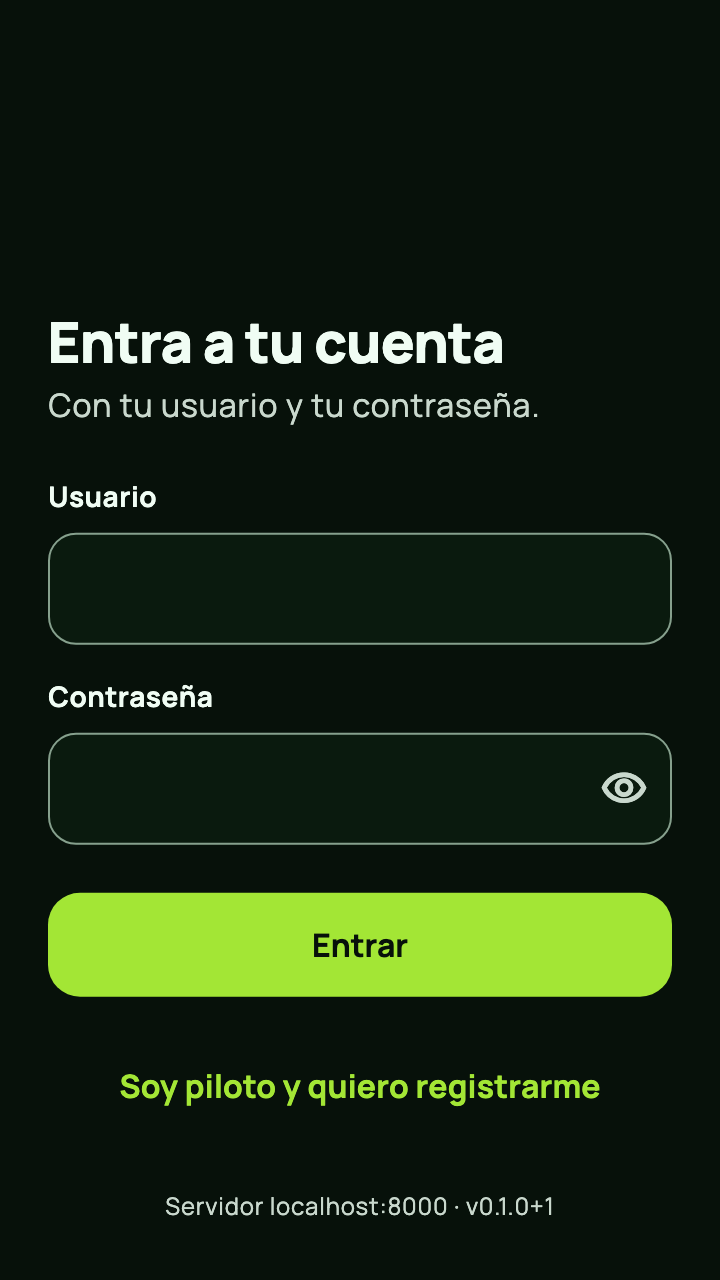 Entra a tu cuenta
Con tu usuario y tu contraseña.
Usuario
Contraseña
Entrar
Soy piloto y quiero registrarme
Servidor localhost:8000 · v0.1.0+1